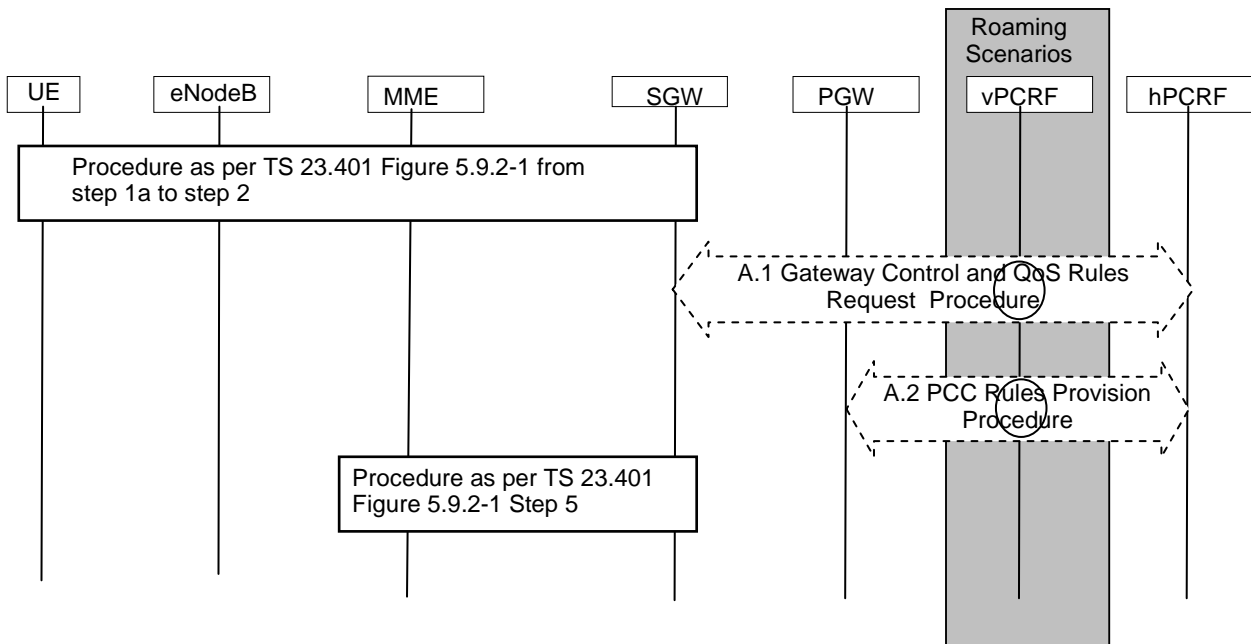 Roaming
Scenarios
UE
eNodeB
MME
SGW
PGW
vPCRF
hPCRF
Procedure as per TS 23.401 Figure 5.9.2-1 from
step 1a to step 2
A.1 Gateway Control and QoS Rules
Request Procedure
A.2 PCC Rules Provision
Procedure
Procedure as per TS 23.401
Figure 5.9.2-1 Step 5